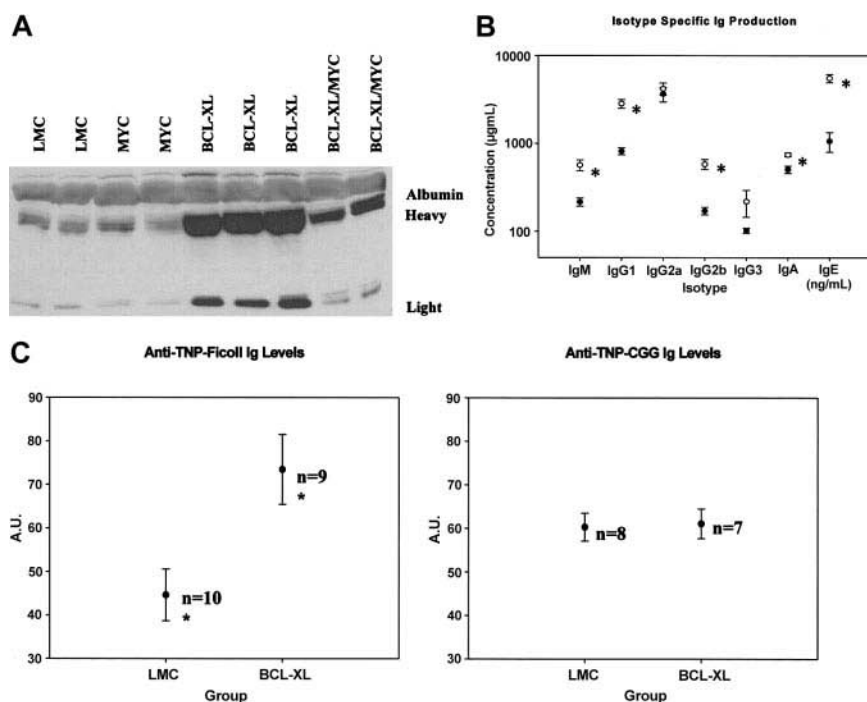 A
LMC
LMC
MYC
MYC
BCL-XL
BCL-XL
BCL-XL
BCL-XL/MYC
BCL-XL/MYC
Albumin
Heavy
Light
B
Isotype Specific Ig Production
Concentration (µgmL)
10000
1000
100
IgM IgG1 IgG2a IgG2b IgG3 IgA IgE
Isotype (ng/mL)
*
*
*
*
*
C
Anti-TNP-Ficoll Ig Levels
A.U.
90
80
70
60
50
40
30
n=10
*
n=9
*
LMC BCL-XL
Group
Anti-TNP-CGG Ig Levels
A.U.
90
80
70
60
50
40
30
n=8
n=7
LMC BCL-XL
Group